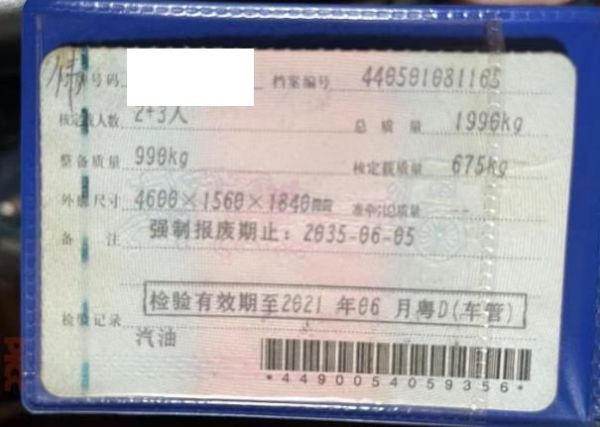 号码 档案编号 440501081165
核定载人数 2+3人 总质量 1990kg
整备质量 990kg 核定载质量 675kg
外廓尺寸 4600×1560×1840mm 准牵引总质量 --
备注 强制报废期止：2035-06-05
检验有效期至2021 年06 月粤D(车管)
检验记录
汽油
*4490054059356*